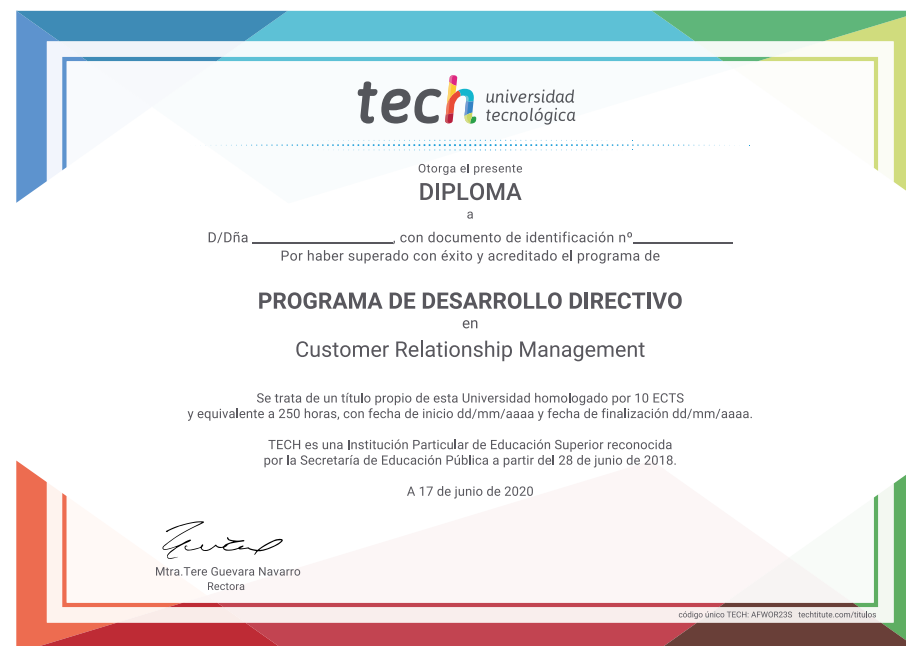 tech universidad
tecnológica
Otorga el presente
DIPLOMA
a
D/Dña ____________________, con documento de identificación nº______________
Por haber superado con éxito y acreditado el programa de
PROGRAMA DE DESARROLLO DIRECTIVO
en
Customer Relationship Management
Se trata de un título propio de esta Universidad homologado por 10 ECTS
y equivalente a 250 horas, con fecha de inicio dd/mm/aaaa y fecha de finalización dd/mm/aaaa.
TECH es una Institución Particular de Educación Superior reconocida
por la Secretaría de Educación Pública a partir del 28 de junio de 2018.
A 17 de junio de 2020
Mtra.Tere Guevara Navarro
Rectora
código único TECH: AFWOR23S techtitute.com/titulos